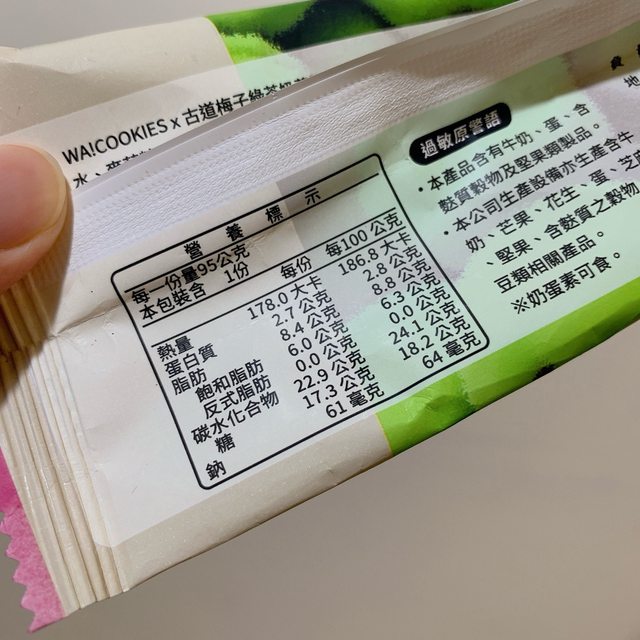 WA!COOKIES x 古道梅子綠茶奶
水、
營養標示
每一份量95公克
本包裝含 1份
每份 每100公克
熱量 178.0 大卡 186.8 大卡
蛋白質 2.7 公克 2.8 公克
脂肪 8.4 公克 8.8 公克
飽和脂肪 6.0 公克 6.3 公克
反式脂肪 0.0 公克 0.0 公克
碳水化合物 22.9 公克 24.1 公克
糖 17.3 公克 18.2 公克
鈉 61 毫克 64 毫克
過敏原警語
・本產品含有牛奶、蛋、含
麩質穀物及堅果類製品。
・本公司生產設備亦生產含牛
奶、芒果、花生、蛋、芝
、堅果、含麩質之穀物
豆類相關產品。
※奶蛋素可食。
地